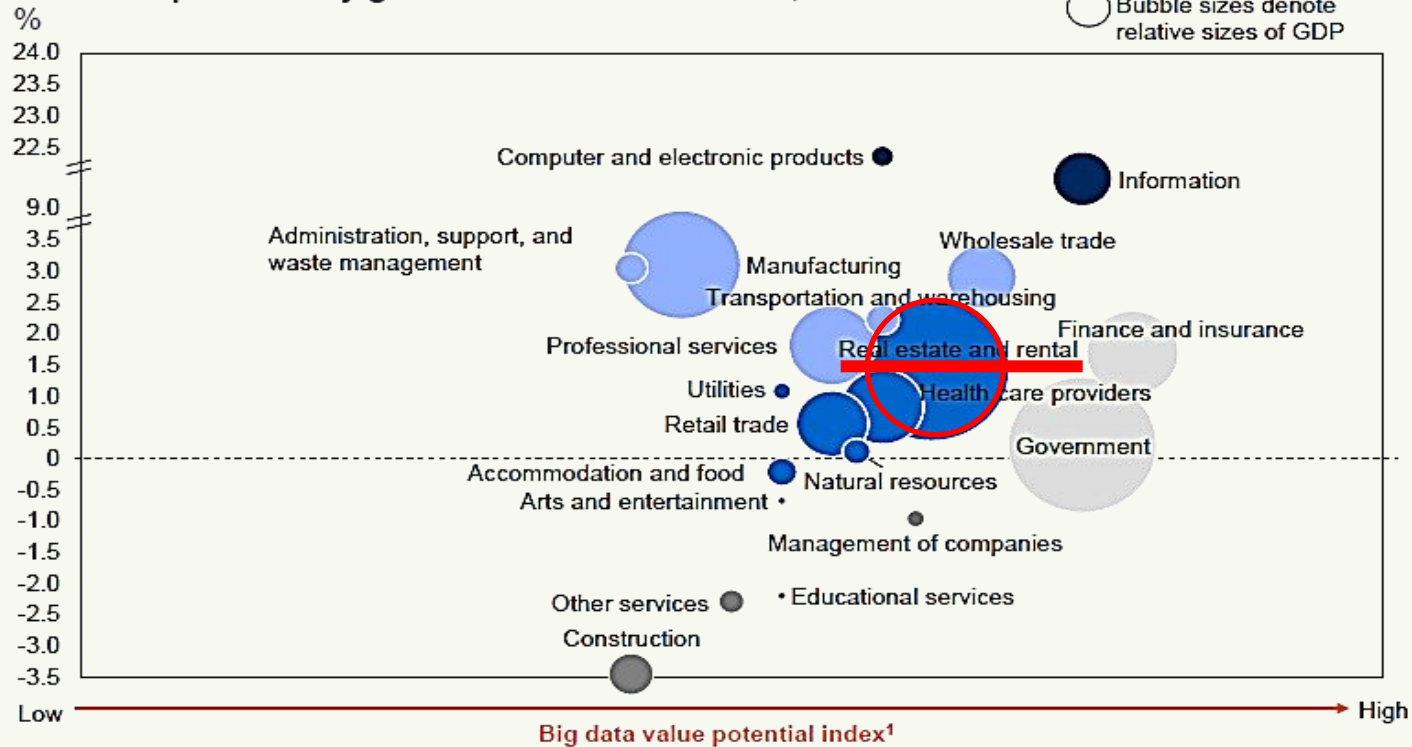 %
Bubble sizes denote
relative sizes of GDP
24.0
23.5
23.0
22.5
9.0
3.5
3.0
2.5
2.0
1.5
1.0
0.5
0
-0.5
-1.0
-1.5
-2.0
-2.5
-3.0
-3.5
Computer and electronic products
Information
Administration, support, and
waste management
Wholesale trade
Manufacturing
Transportation and warehousing
Finance and insurance
Professional services
Real estate and rental
Utilities
Health care providers
Retail trade
Government
Accommodation and food
Natural resources
Arts and entertainment
Management of companies
Other services
Educational services
Construction
Low
High
Big data value potential index¹